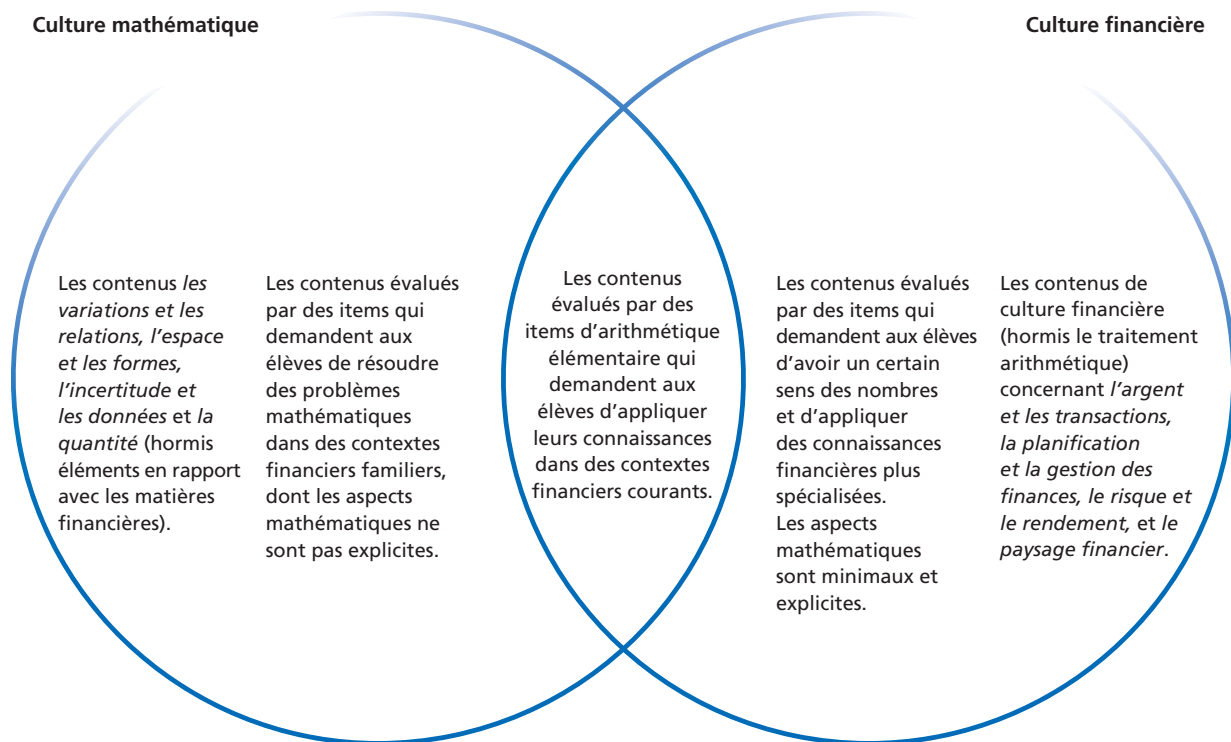 Culture mathématique
Culture financière
Les contenus les
variations et les
relations, l’espace
et les formes,
l’incertitude et
les données et la
quantité (hormis
éléments en rapport
avec les matières
financières).
Les contenus évalués
par des items qui
demandent aux
élèves de résoudre
des problèmes
mathématiques
dans des contextes
financiers familiers,
dont les aspects
mathématiques ne
sont pas explicites.
Les contenus
évalués par des
items d’arithmétique
élémentaire qui
demandent aux
élèves d’appliquer
leurs connaissances
dans des contextes
financiers courants.
Les contenus évalués
par des items qui
demandent aux élèves
d’avoir un certain
sens des nombres
et d’appliquer
des connaissances
financières plus
spécialisées.
Les aspects
mathématiques
sont minimaux et
explicites.
Les contenus de
culture financière
(hormis le traitement
arithmétique)
concernant l’argent
et les transactions,
la planification
et la gestion des
finances, le risque et
le rendement, et le
paysage financier.